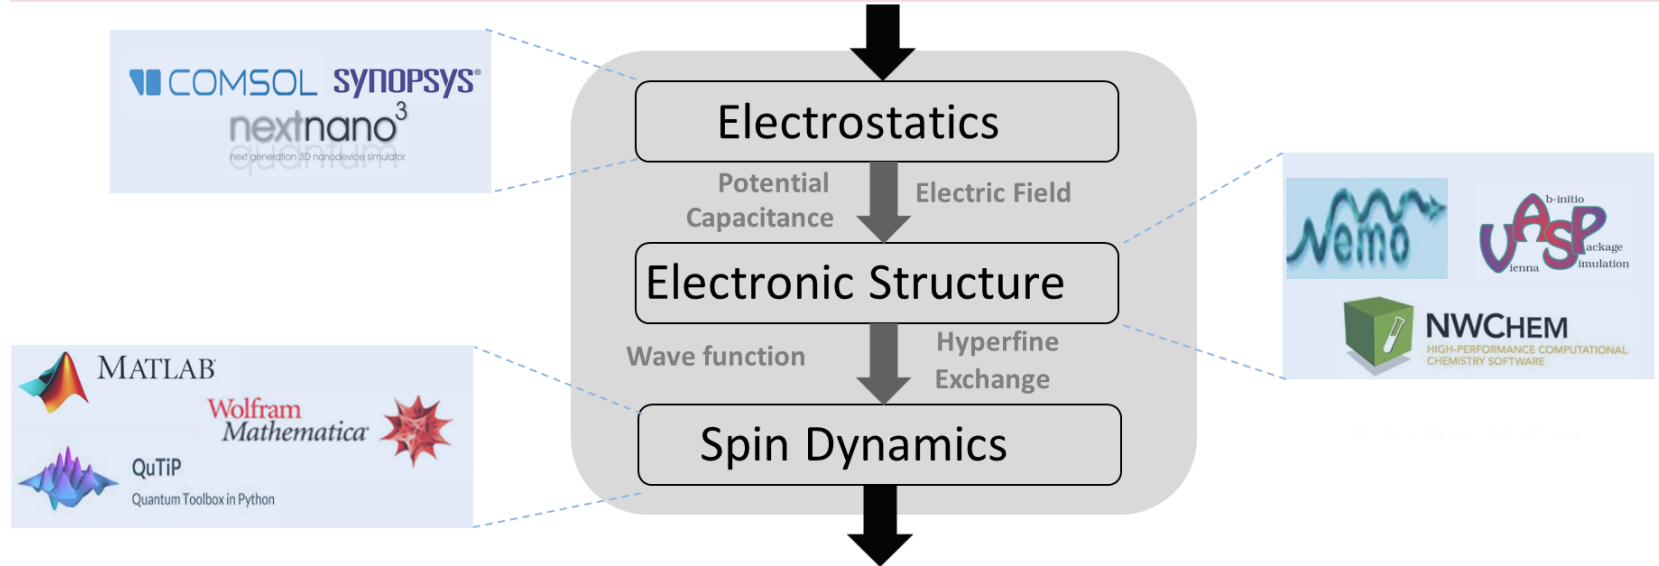 COMSOL SYNOPSYS®
nextnano³
quantum
next generation 3D nanodevice simulator
Electrostatics
Potential
Capacitance
Electric Field
Electronic Structure
Nemo
b-initio
VASP
ackage
ienna
imulation
NWCHEM
HIGH-PERFORMANCE COMPUTATIONAL
CHEMISTRY SOFTWARE
Wave function
Hyperfine
Exchange
Spin Dynamics
MATLAB®
Wolfram
Mathematica®
QuTiP
Quantum Toolbox in Python